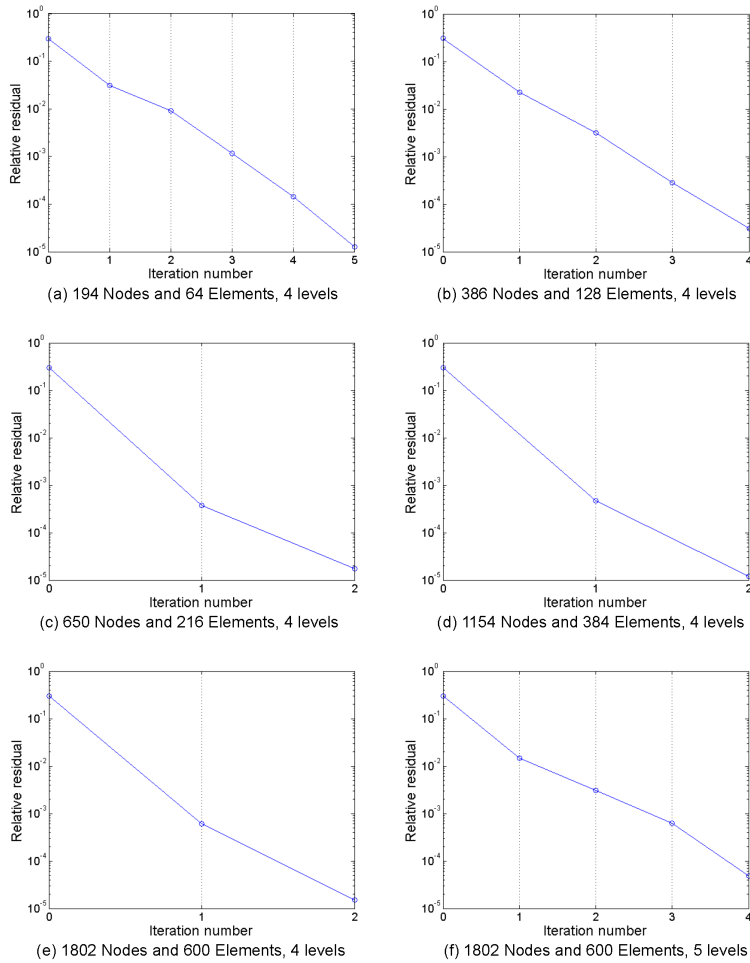 10^0
10^-1
10^-2
10^-3
10^-4
10^-5
Relative residual
0 1 2 3 4 5
Iteration number
(a) 194 Nodes and 64 Elements, 4 levels
10^0
10^-1
10^-2
10^-3
10^-4
10^-5
Relative residual
0 1 2 3 4
Iteration number
(b) 386 Nodes and 128 Elements, 4 levels
10^0
10^-1
10^-2
10^-3
10^-4
10^-5
Relative residual
0 1 2
Iteration number
(c) 650 Nodes and 216 Elements, 4 levels
10^0
10^-1
10^-2
10^-3
10^-4
10^-5
Relative residual
0 1 2
Iteration number
(d) 1154 Nodes and 384 Elements, 4 levels
10^0
10^-1
10^-2
10^-3
10^-4
10^-5
Relative residual
0 1 2
Iteration number
(e) 1802 Nodes and 600 Elements, 4 levels
10^0
10^-1
10^-2
10^-3
10^-4
10^-5
Relative residual
0 1 2 3 4
Iteration number
(f) 1802 Nodes and 600 Elements, 5 levels